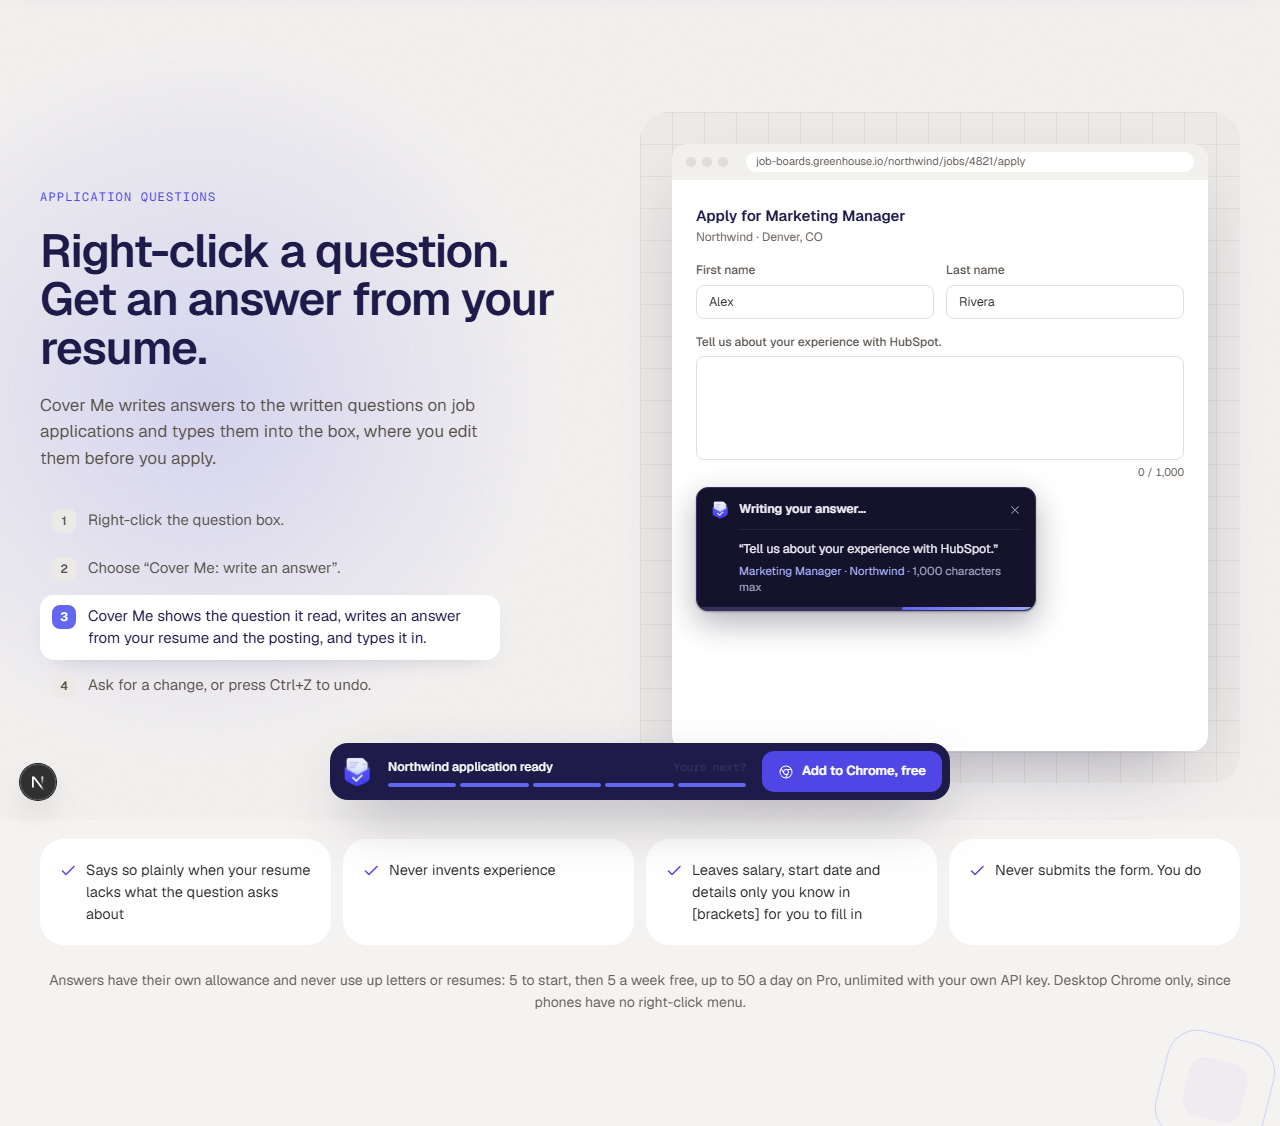 APPLICATION QUESTIONS
Right-click a question.
Get an answer from your
resume.
Cover Me writes answers to the written questions on job
applications and types them into the box, where you edit
them before you apply.
1 Right-click the question box.
2 Choose “Cover Me: write an answer”.
3 Cover Me shows the question it read, writes an answer
from your resume and the posting, and types it in.
4 Ask for a change, or press Ctrl+Z to undo.
job-boards.greenhouse.io/northwind/jobs/4821/apply
Apply for Marketing Manager
Northwind · Denver, CO
First name
Last name
Alex
Rivera
Tell us about your experience with HubSpot.
0 / 1,000
Writing your answer...
“Tell us about your experience with HubSpot.”
Marketing Manager · Northwind · 1,000 characters
max
N
Northwind application ready
Yours next?
Add to Chrome, free
Says so plainly when your resume
lacks what the question asks
about
Never invents experience
Leaves salary, start date and
details only you know in
[brackets] for you to fill in
Never submits the form. You do
Answers have their own allowance and never use up letters or resumes: 5 to start, then 5 a week free, up to 50 a day on Pro, unlimited with your own API key. Desktop Chrome only, since
phones have no right-click menu.